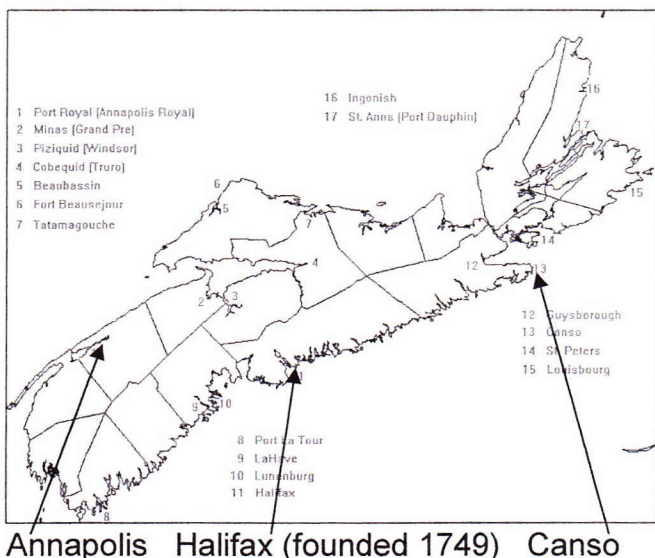 1 Port Royal (Annapolis Royal)
2 Minas (Grand Pre)
3 Piziquid (Windsor)
4 Cobequid (Truro)
5 Beaubassin
6 Fort Beausejour
7 Tatamagouche
16 Ingonish
17 St. Anns (Port Dauphin)
16
17
6
5
15
7
14
4
12
13
2
3
12 Guysborough
13 Canso
14 St. Peters
15 Louisbourg
9
10
8 Port La Tour
9 LaHave
10 Lunenburg
11 Halifax
8
Annapolis Halifax (founded 1749) Canso